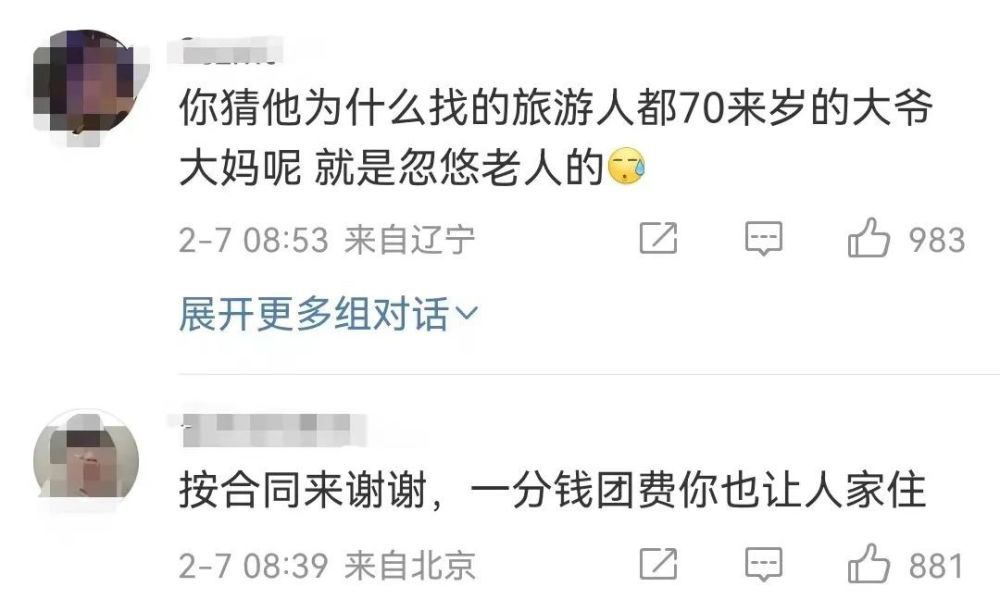 你猜他为什么找的旅游人都70来岁的大爷
大妈呢 就是忽悠老人的
2-7 08:53 来自辽宁
983
展开更多组对话
按合同来谢谢，一分钱团费你也让人家住
2-7 08:39 来自北京
881